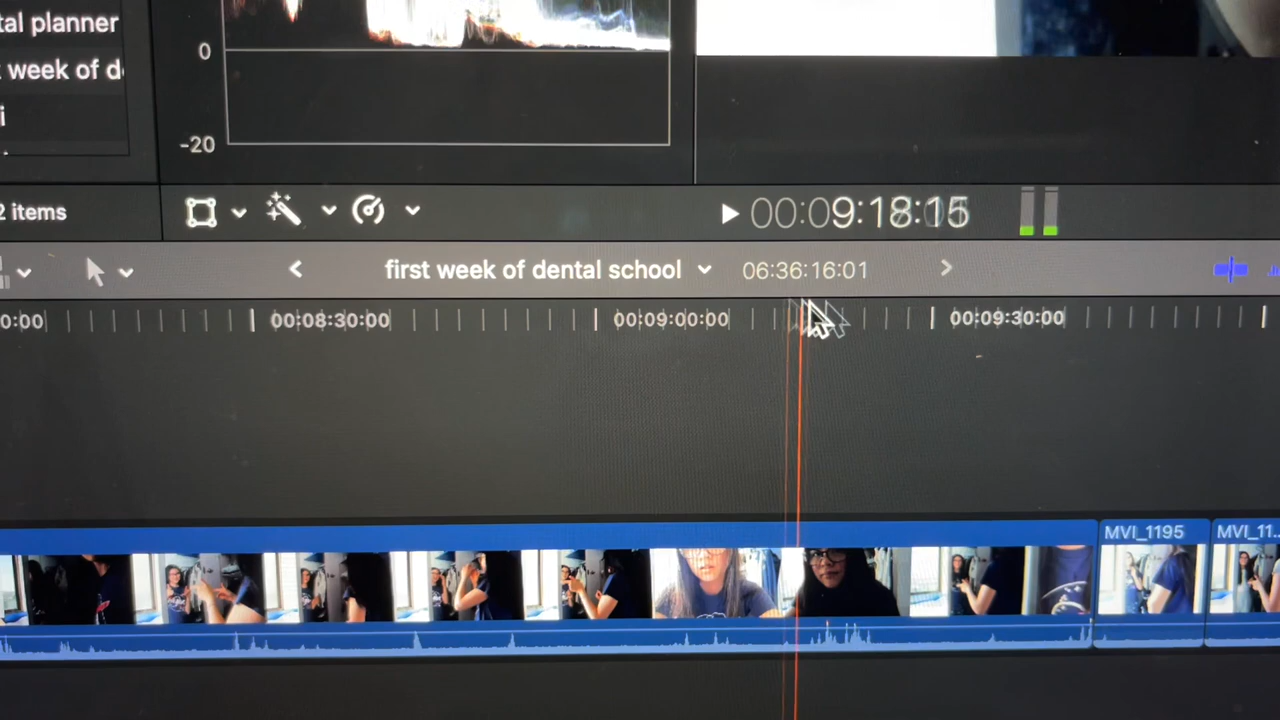 tal planner
0
week of d
i
-20
2 items
00:09:18:15
first week of dental school
06:36:16:01
0:00
00:08:30:00
00:09:00:00
00:09:30:00
MVI_1195
MVI_11...